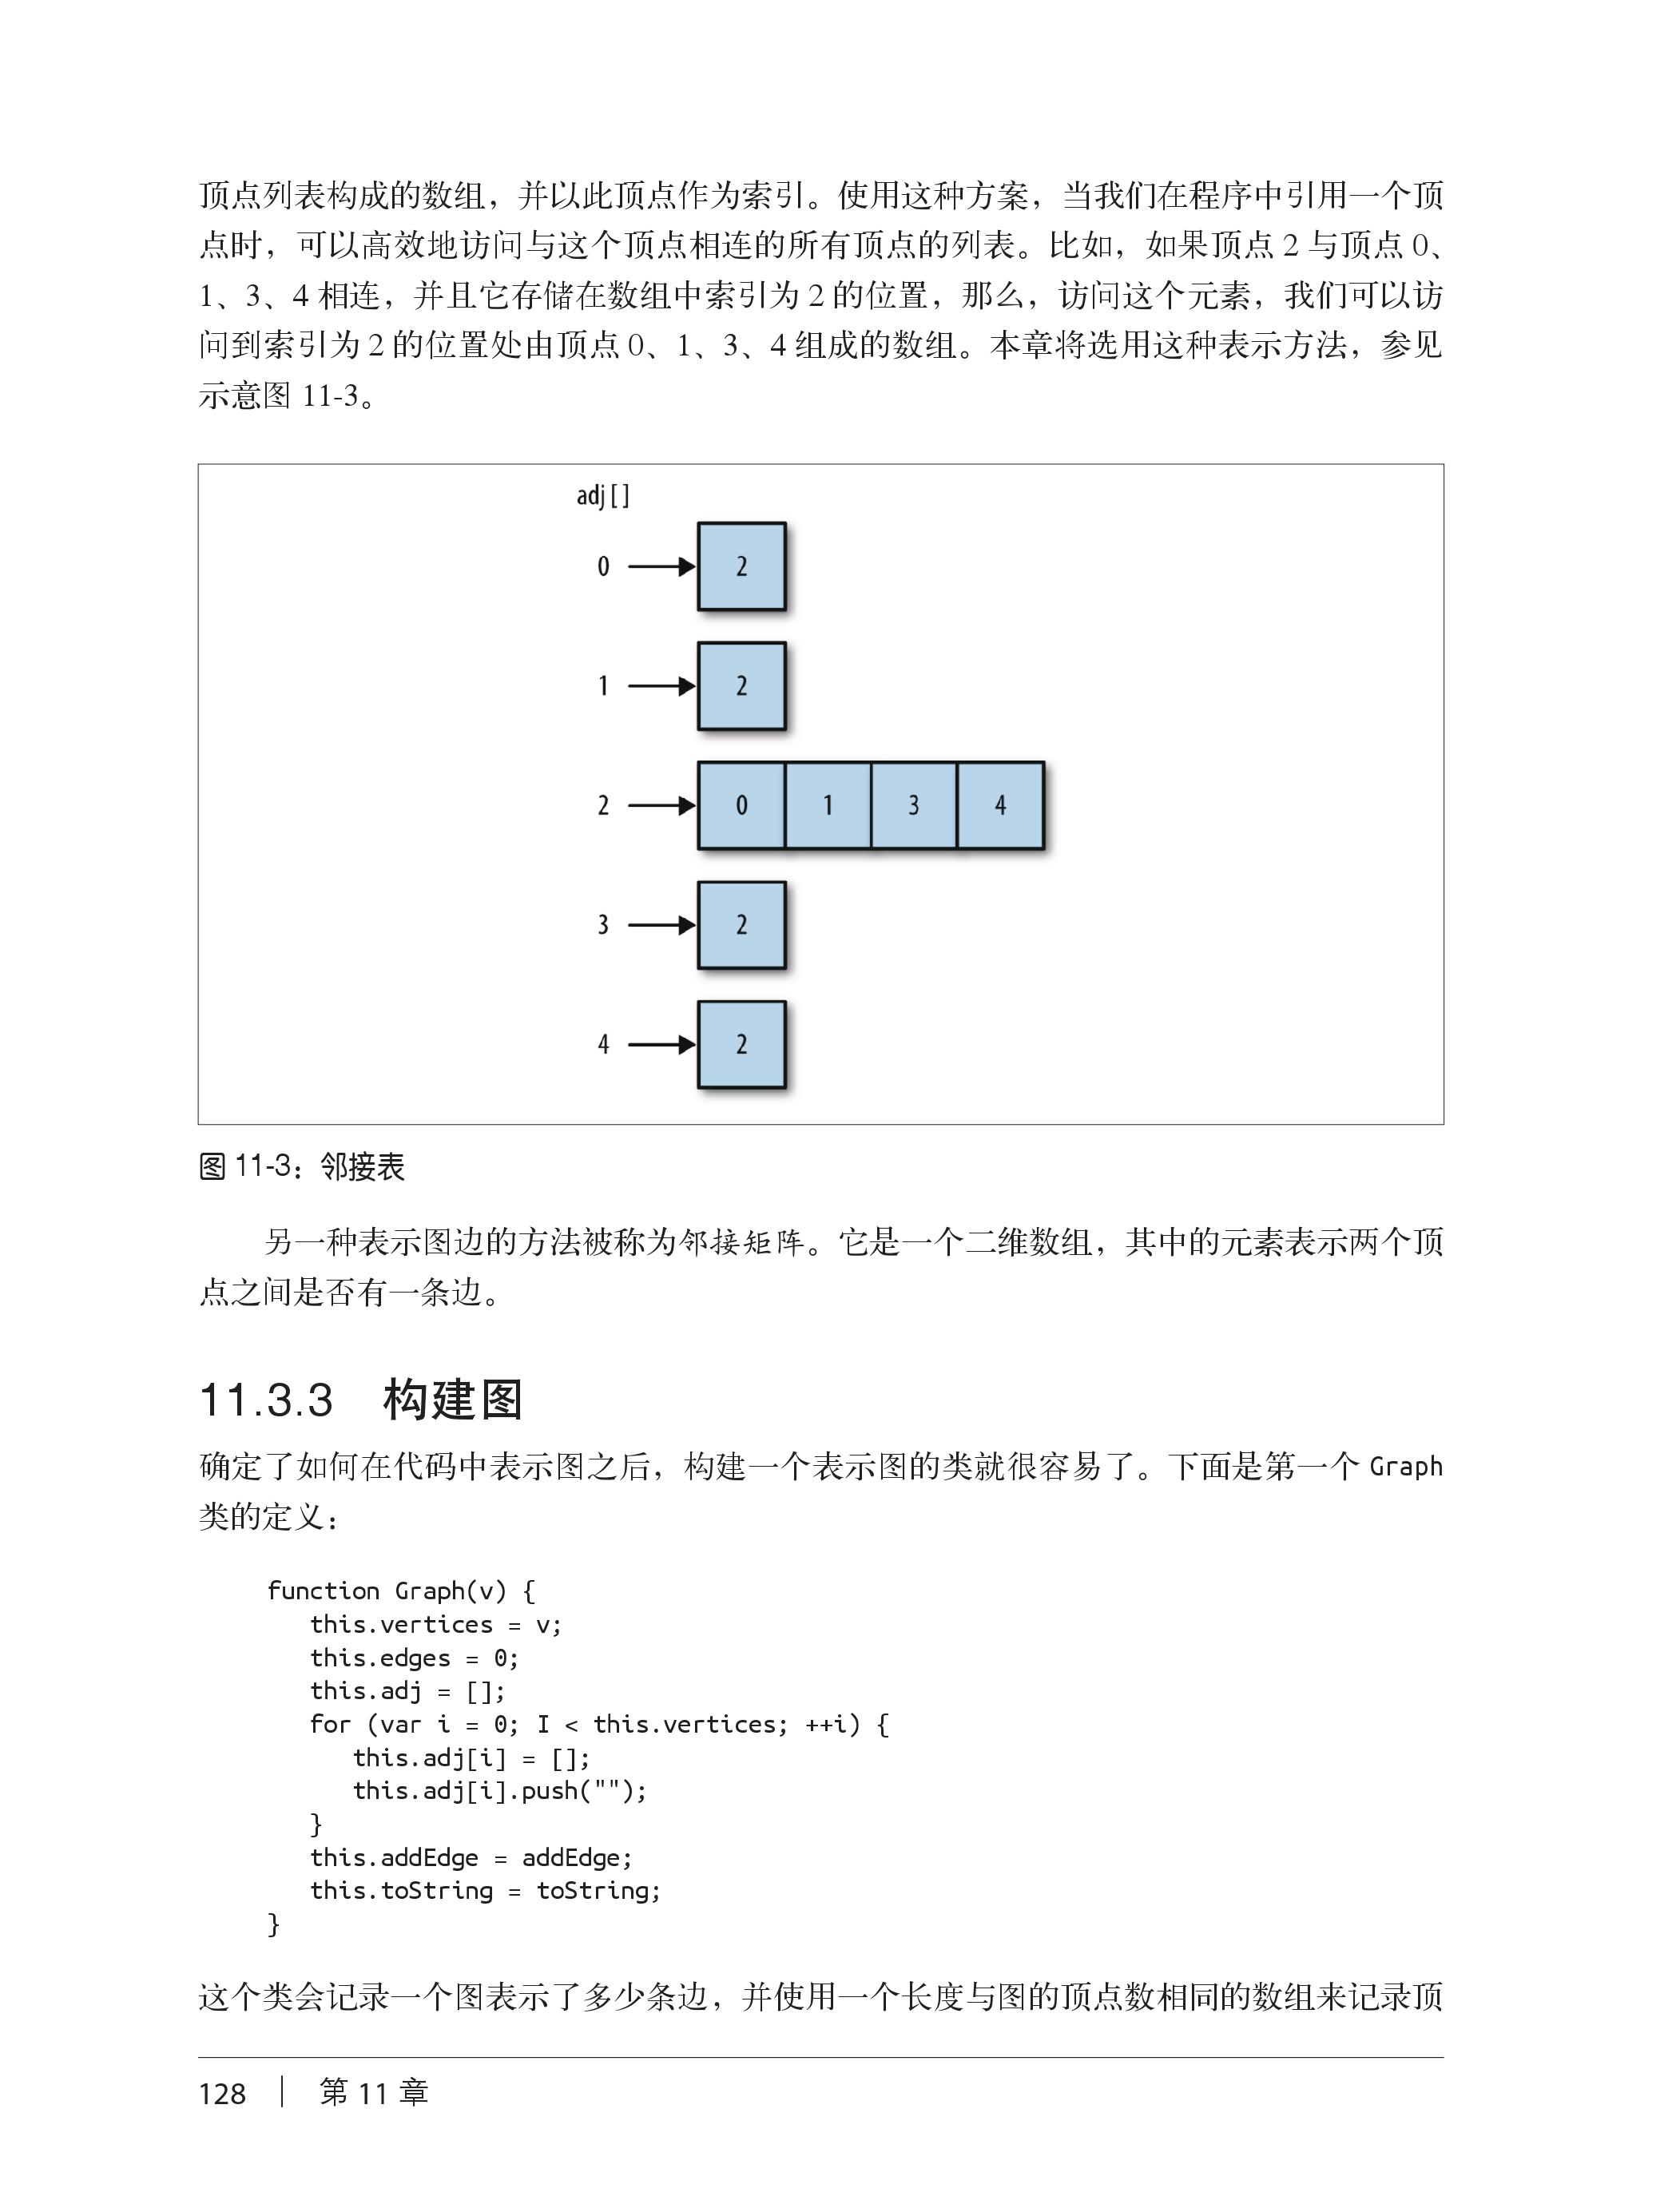 顶点列表构成的数组，并以此顶点作为索引。使用这种方案，当我们在程序中引用一个顶
点时，可以高效地访问与这个顶点相连的所有顶点的列表。比如，如果顶点 2 与顶点 0、
1、3、4 相连，并且它存储在数组中索引为 2 的位置，那么，访问这个元素，我们可以访
问到索引为 2 的位置处由顶点 0、1、3、4 组成的数组。本章将选用这种表示方法，参见
示意图 11-3。
adj[]
0 2
1 2
2 0 1 3 4
3 2
4 2
图 11-3：邻接表
另一种表示图边的方法被称为邻接矩阵。它是一个二维数组，其中的元素表示两个顶
点之间是否有一条边。
11.3.3 构建图
确定了如何在代码中表示图之后，构建一个表示图的类就很容易了。下面是第一个 Graph
类的定义：
function Graph(v) {
this.vertices = v;
this.edges = 0;
this.adj = [];
for (var i = 0; I < this.vertices; ++i) {
this.adj[i] = [];
this.adj[i].push("");
}
this.addEdge = addEdge;
this.toString = toString;
}
这个类会记录一个图表示了多少条边，并使用一个长度与图的顶点数相同的数组来记录顶
128 | 第 11 章